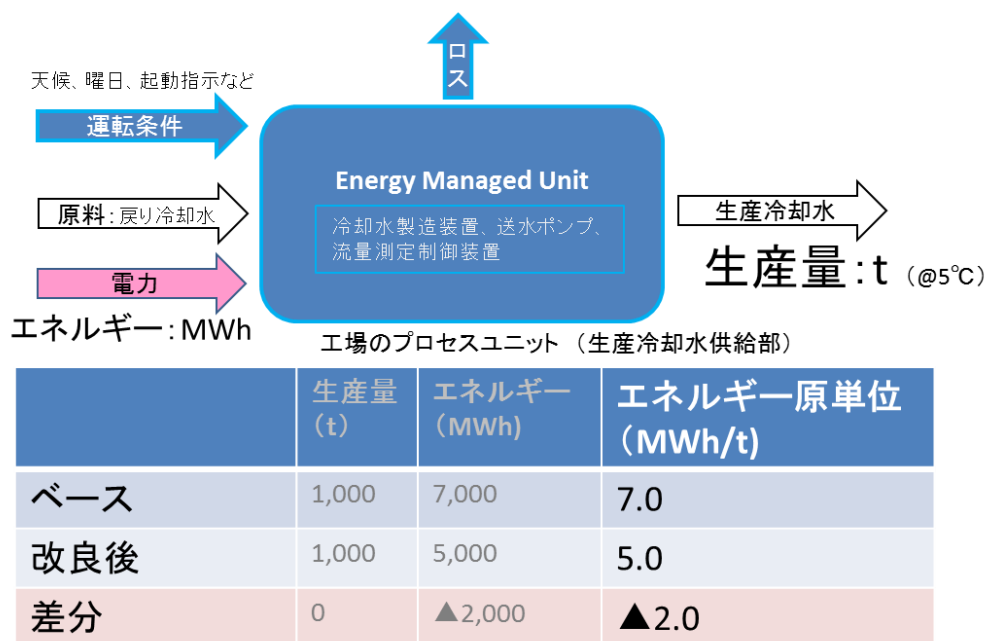 ロス
天候、曜日、起動指示など
運転条件
Energy Managed Unit
原料:戻り冷却水
冷却水製造装置、送水ポンプ、
流量測定制御装置
生産冷却水
生産量:t (@5℃)
電力
エネルギー:MWh
工場のプロセスユニット (生産冷却水供給部)
生産量 エネルギー エネルギー原単位
(t) (MWh) (MWh/t)
ベース 1,000 7,000 7.0
改良後 1,000 5,000 5.0
差分 0 ▲2,000 ▲2.0